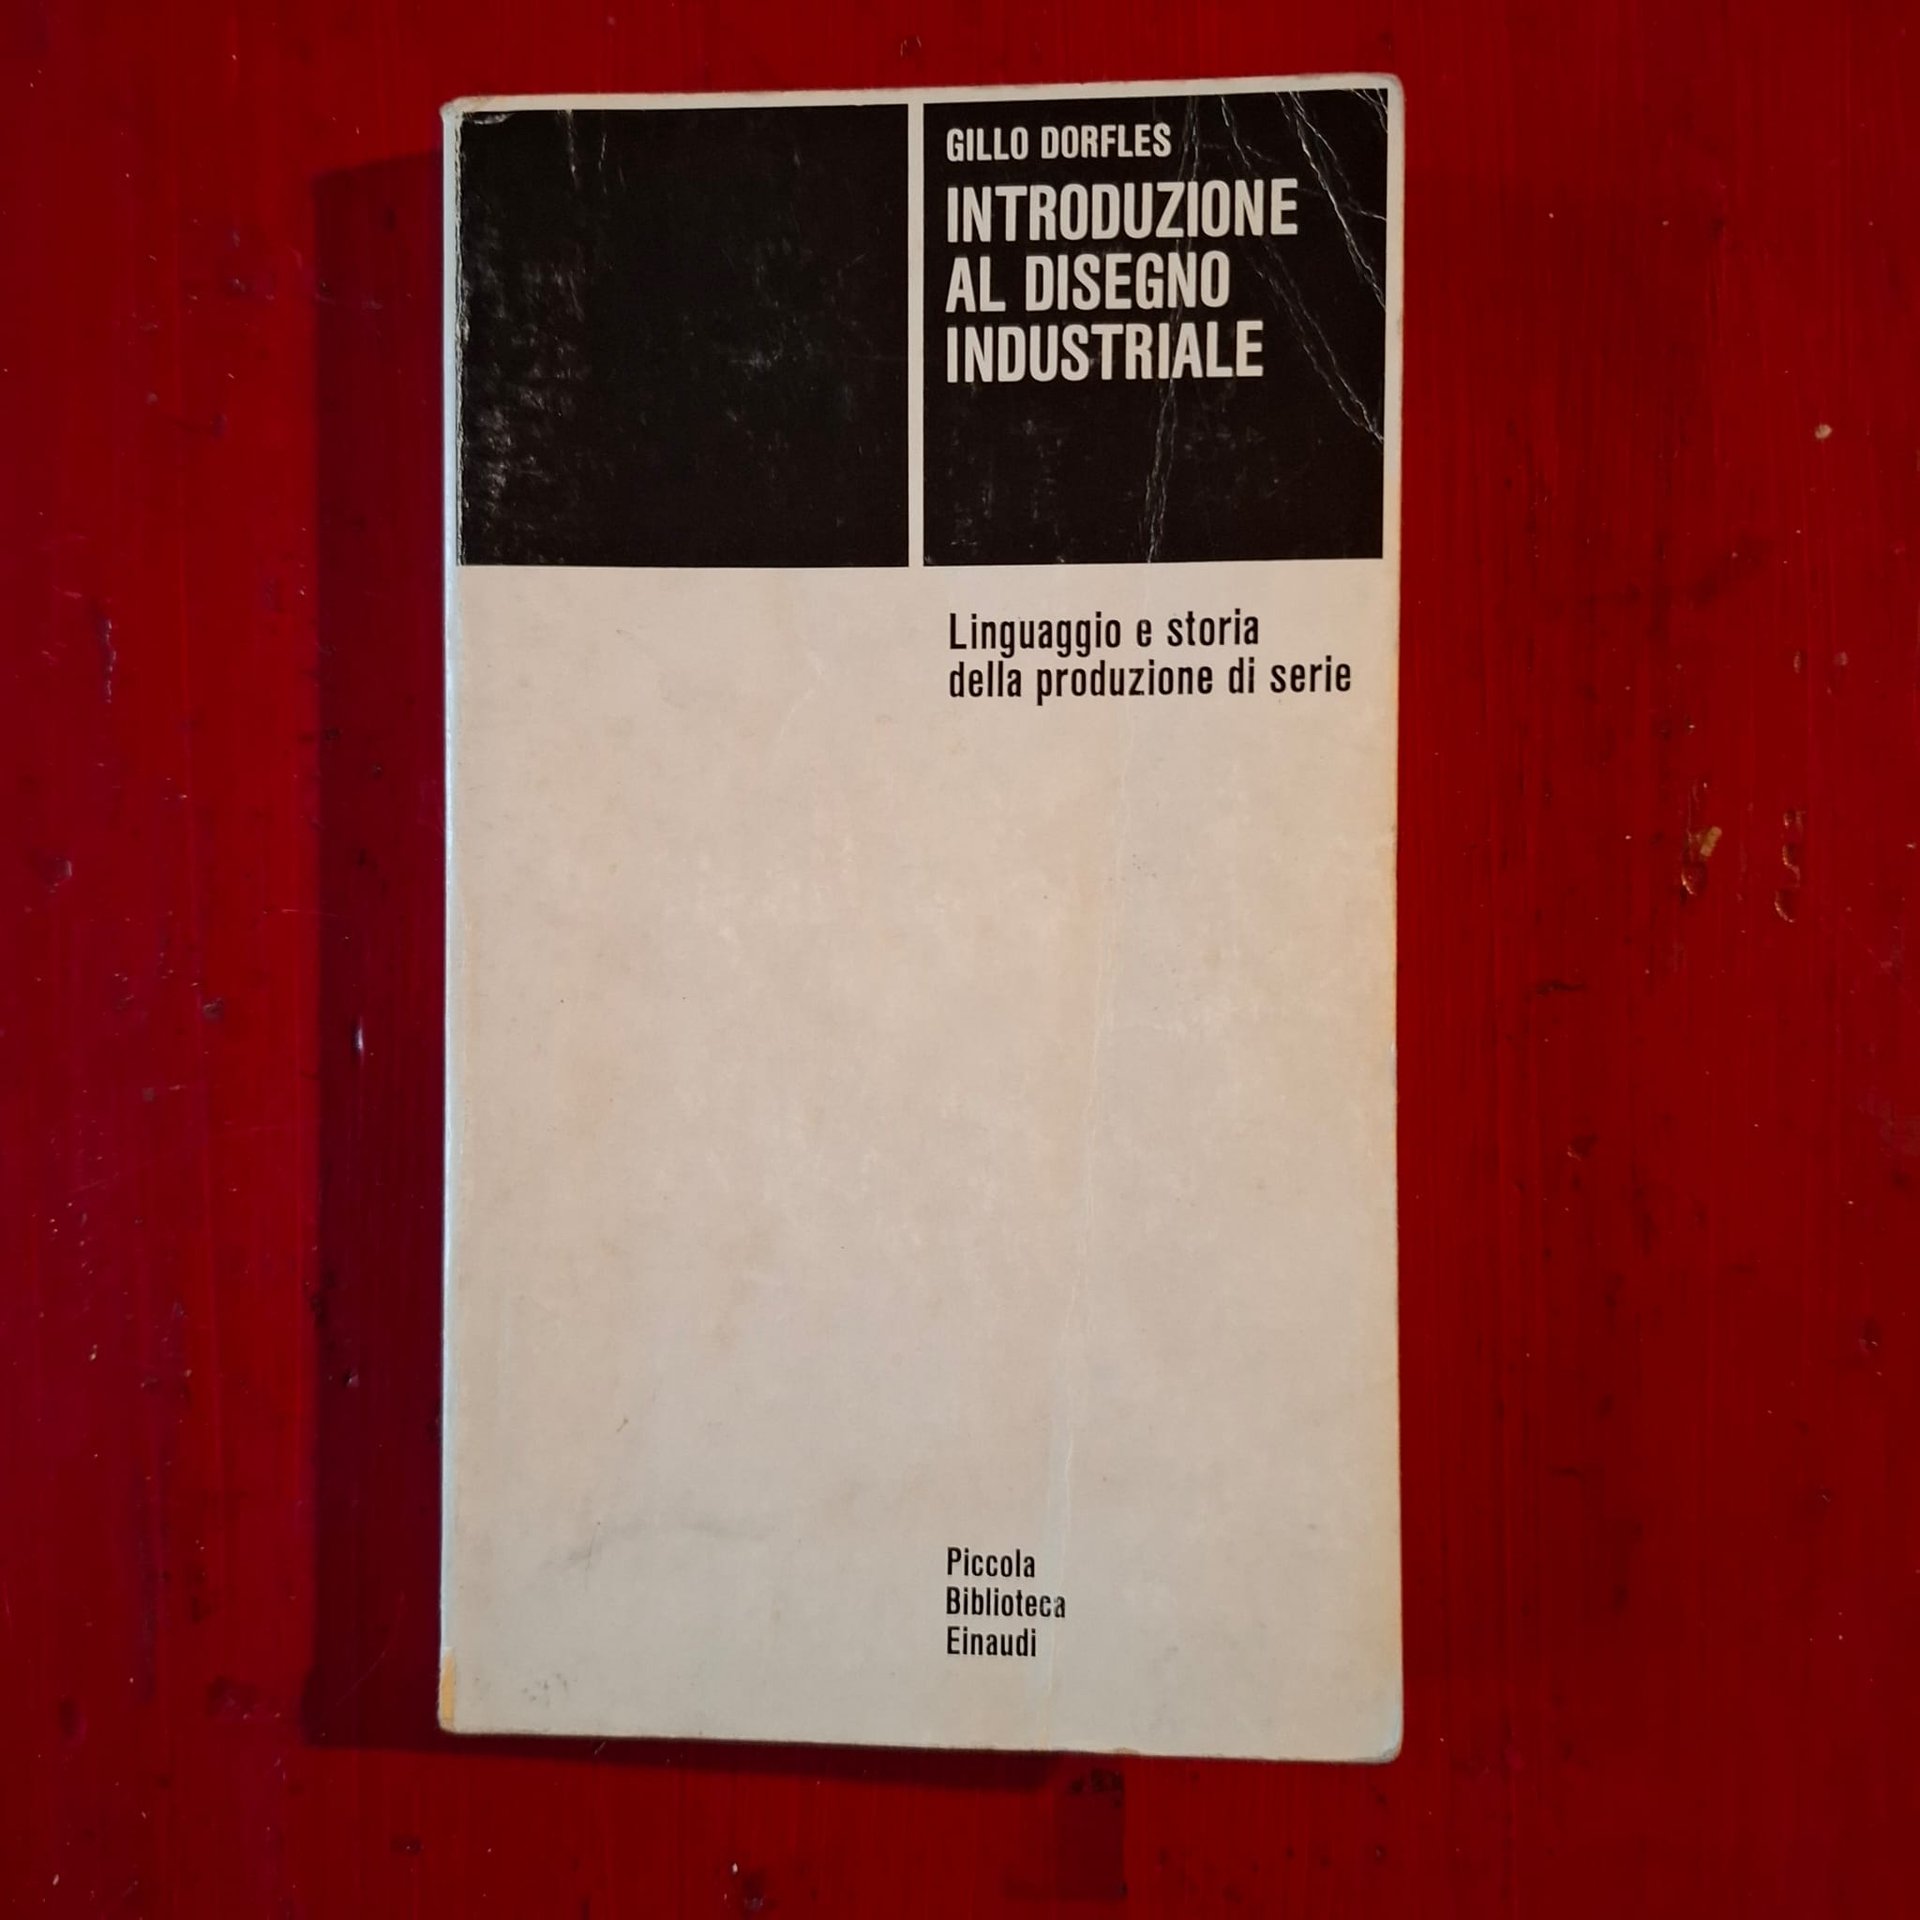 GILLO DORFLES
INTRODUZIONE
AL DISEGNO
INDUSTRIALE
Linguaggio e storia
della produzione di serie
Piccola
Biblioteca
Einaudi